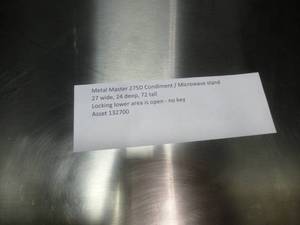 Metal Master 275D Condiment / Microwave stand
27 wide, 24 deep, 72 tall
Locking lower area is open - no key
Asset 132700